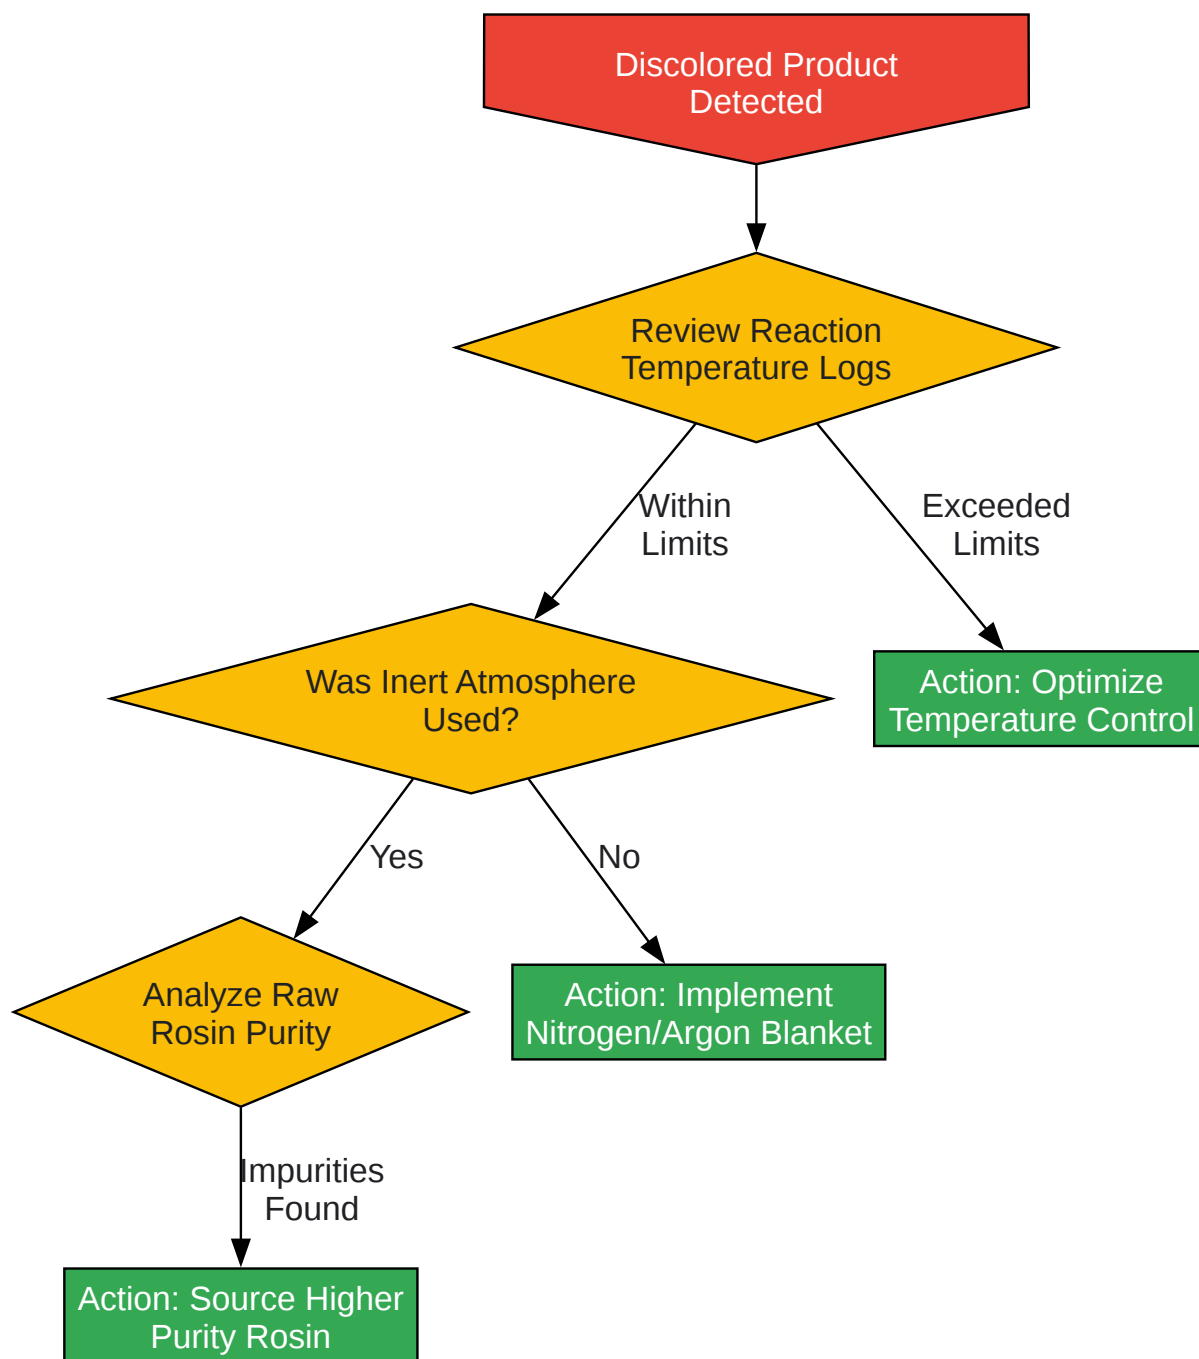 Discolored Product
Detected
Review Reaction
Temperature Logs
Within
Limits
Exceeded
Limits
Was Inert Atmosphere
Used?
Action: Optimize
Temperature Control
Yes
No
Analyze Raw
Rosin Purity
Action: Implement
Nitrogen/Argon Blanket
Impurities
Found
Action: Source Higher
Purity Rosin